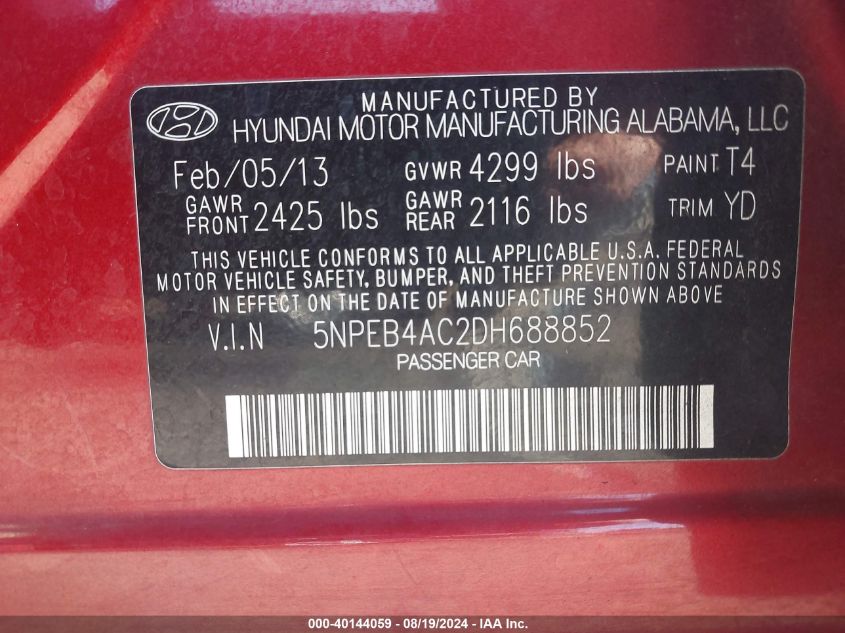 MANUFACTURED BY
HYUNDAI MOTOR MANUFACTURING ALABAMA, LLC
Feb/05/13 GVWR 4299 lbs PAINT T4
GAWR FRONT 2425 lbs GAWR REAR 2116 lbs TRIM YD
THIS VEHICLE CONFORMS TO ALL APPLICABLE U.S.A. FEDERAL
MOTOR VEHICLE SAFETY, BUMPER, AND THEFT PREVENTION STANDARDS
IN EFFECT ON THE DATE OF MANUFACTURE SHOWN ABOVE
V.I.N 5NPEB4AC2DH688852
PASSENGER CAR
000-40144059 - 08/19/2024 - IAA Inc.